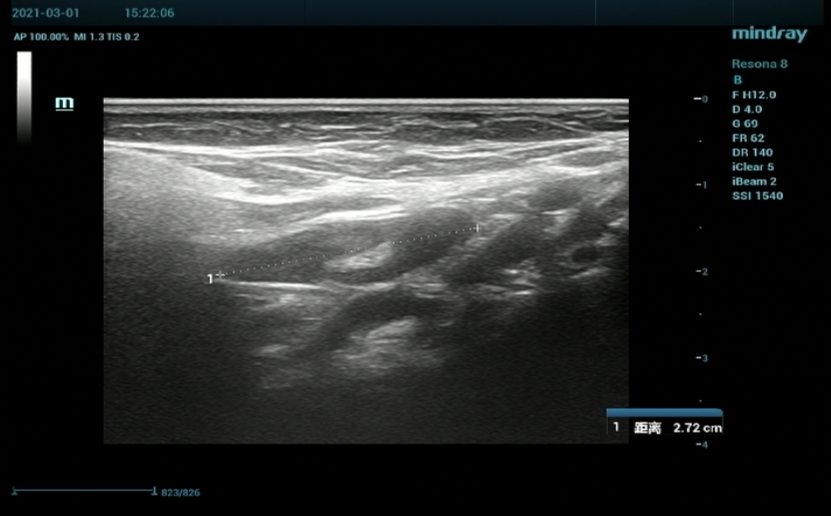 2021-03-01 15:22:06
AP 100.00% MI 1.3 TIS 0.2
mindray
m
Resona 8
B
F H12.0
D 4.0
G 69
FR 62
DR 140
iClear 5
iBeam 2
SSI 1540
0
1
2
3
4
1
1 距离 2.72 cm
823/826